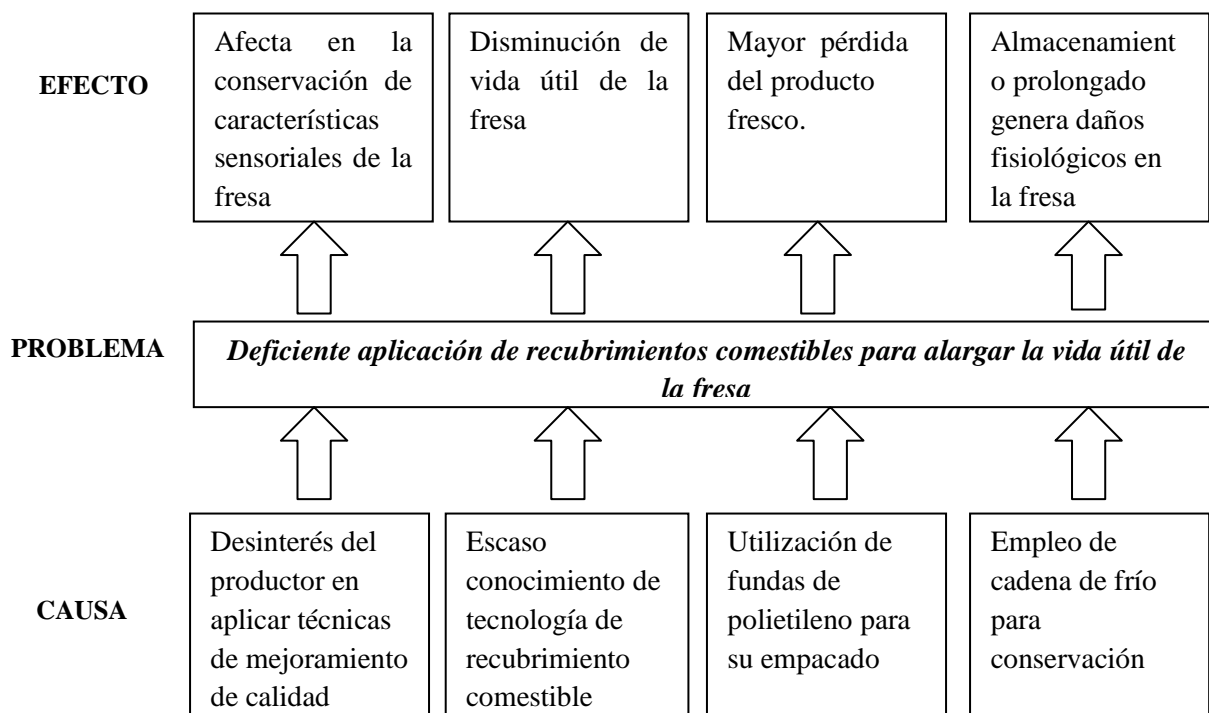 EFECTO
Afecta en la
conservación de
características
sensoriales de la
fresa
Disminución de
vida útil de la
fresa
Mayor pérdida
del producto
fresco.
Almacenamient
o prolongado
genera daños
fisiológicos en
la fresa
PROBLEMA
Deficiente aplicación de recubrimientos comestibles para alargar la vida útil de
la fresa
CAUSA
Desinterés del
productor en
aplicar técnicas
de mejoramiento
de calidad
Escaso
conocimiento de
tecnología de
recubrimiento
comestible
Utilización de
fundas de
polietileno para
su empacado
Empleo de
cadena de frío
para
conservación